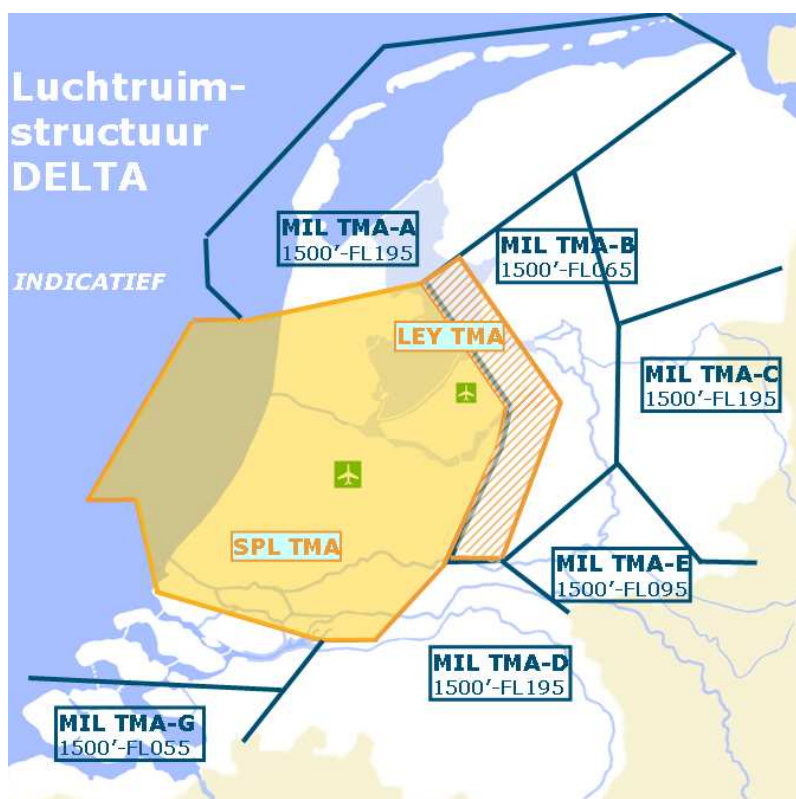 Luchtruim-
structuur
DELTA
INDICATIEF
MIL TMA-A
1500'-FL195
MIL TMA-B
1500'-FL065
LEY TMA
MIL TMA-C
1500'-FL195
SPL TMA
MIL TMA-E
1500'-FL095
MIL TMA-D
1500'-FL195
MIL TMA-G
1500'-FL055